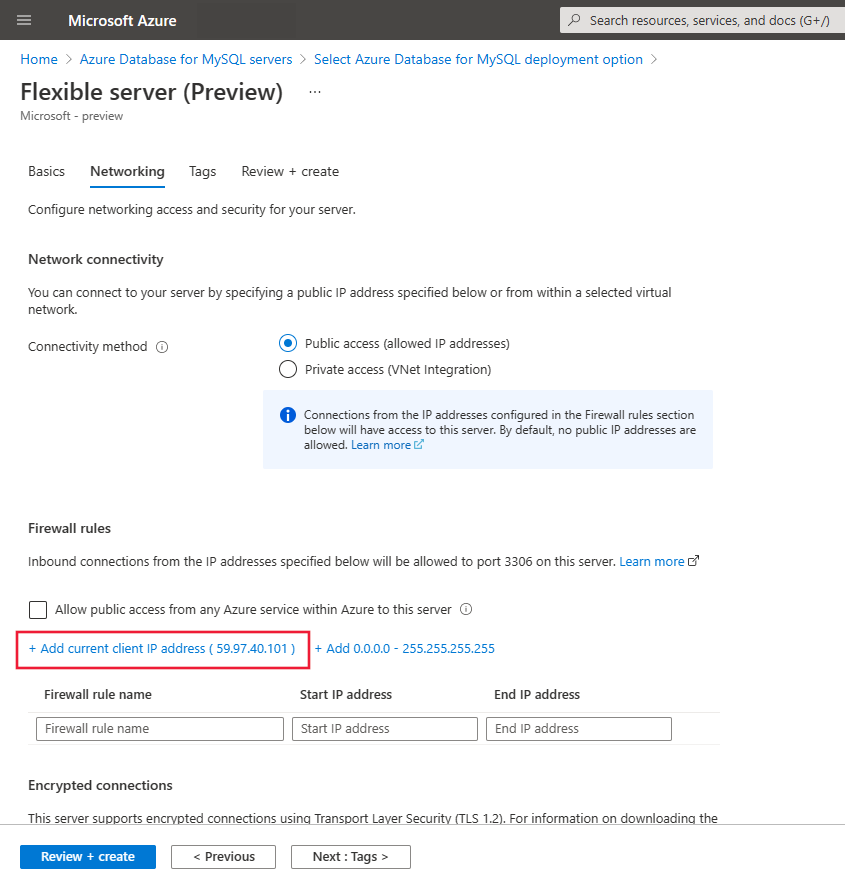 Microsoft Azure
Search resources, services, and docs (G+/)
Home > Azure Database for MySQL servers > Select Azure Database for MySQL deployment option >
Flexible server (Preview) ...
Microsoft - preview
Basics Networking Tags Review + create
Configure networking access and security for your server.
Network connectivity
You can connect to your server by specifying a public IP address specified below or from within a selected virtual
network.
Connectivity method
Public access (allowed IP addresses)
Private access (VNet Integration)
Connections from the IP addresses configured in the Firewall rules section
below will have access to this server. By default, no public IP addresses are
allowed. Learn more
Firewall rules
Inbound connections from the IP addresses specified below will be allowed to port 3306 on this server. Learn more
Allow public access from any Azure service within Azure to this server
+ Add current client IP address ( 59.97.40.101 ) + Add 0.0.0.0 - 255.255.255.255
Firewall rule name Start IP address End IP address
Firewall rule name Start IP address End IP address
Encrypted connections
This server supports encrypted connections using Transport Layer Security (TLS 1.2). For information on downloading the
Review + create < Previous Next : Tags >